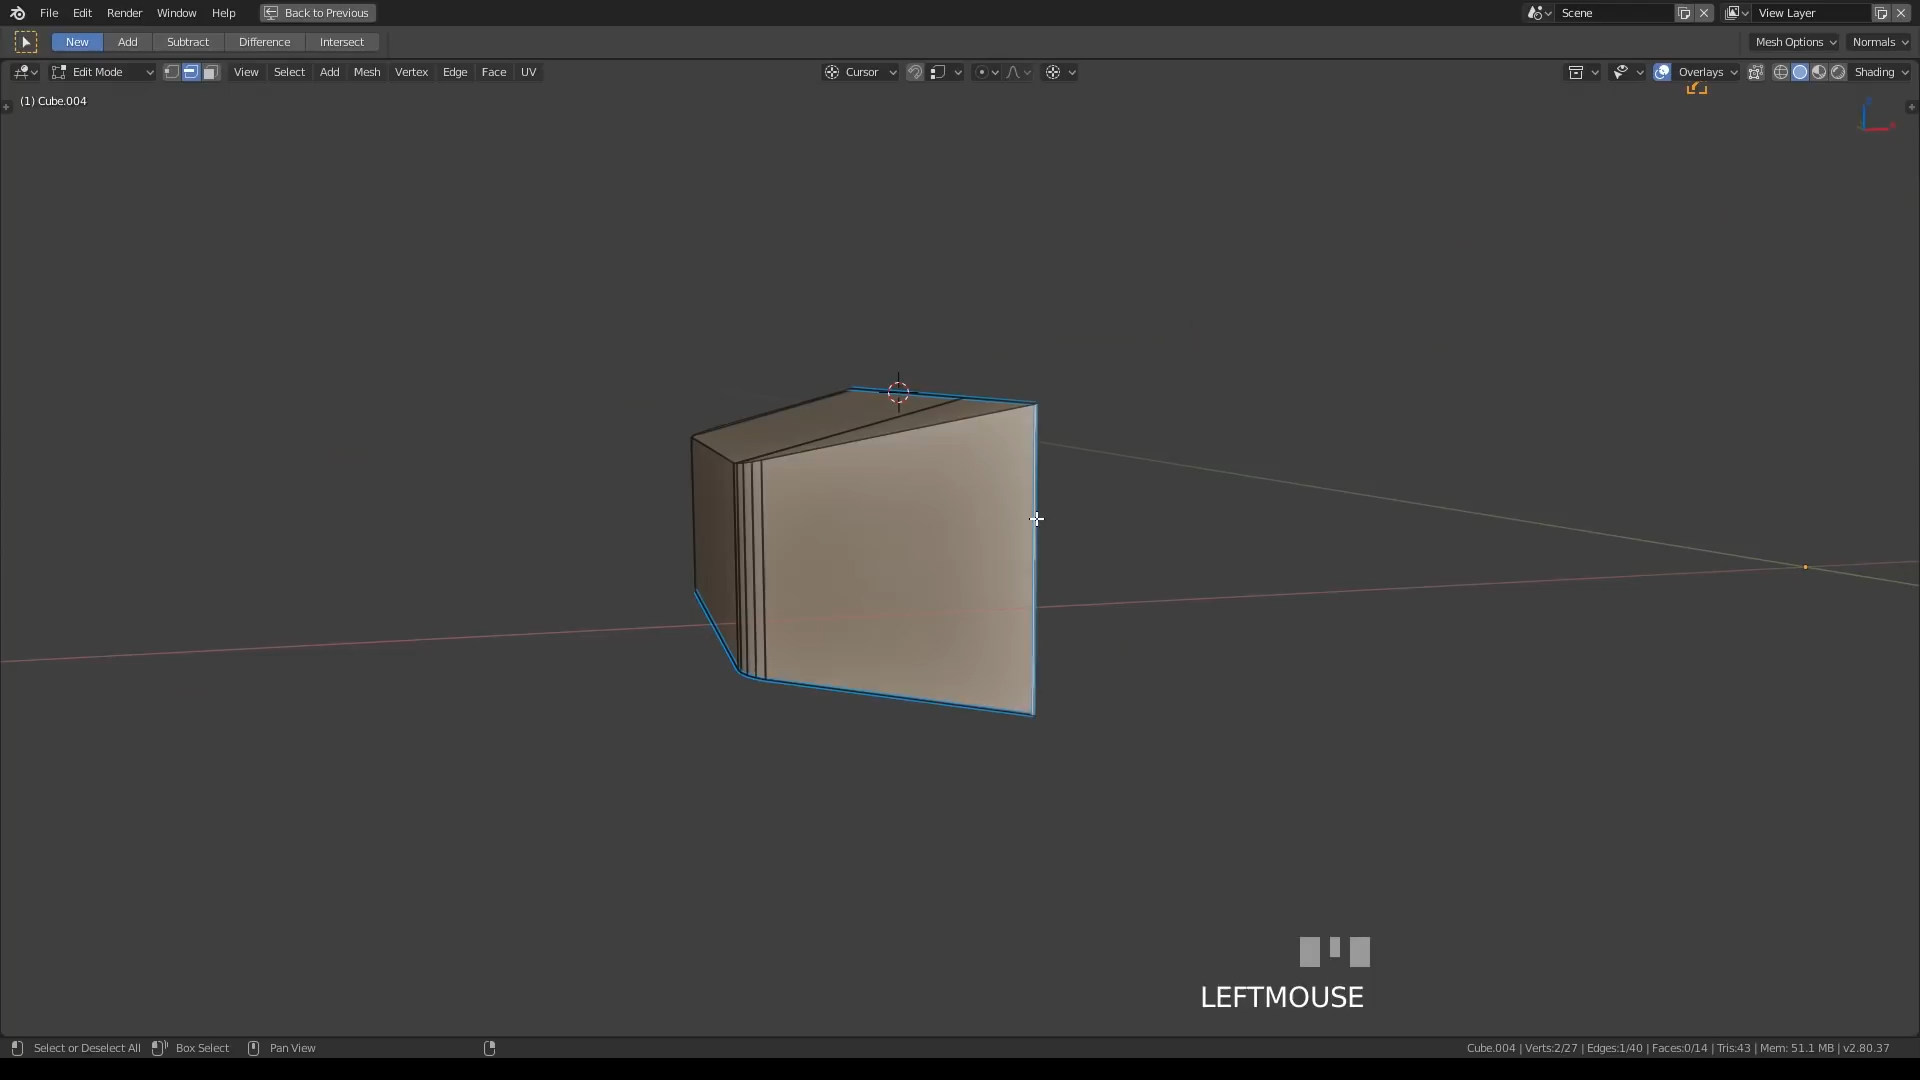 File Edit Render Window Help Back to Previous Scene View Layer
New Add Subtract Difference Intersect Mesh Options Normals
Edit Mode View Select Add Mesh Vertex Edge Face UV Cursor Overlays Shading
(1) Cube.004
LEFTMOUSE
Select or Deselect All Box Select Pan View Cube.004 | Verts:2/27 | Edges:1/40 | Faces:0/14 | Tris:43 | Mem: 51.1 MB | v2.80.37